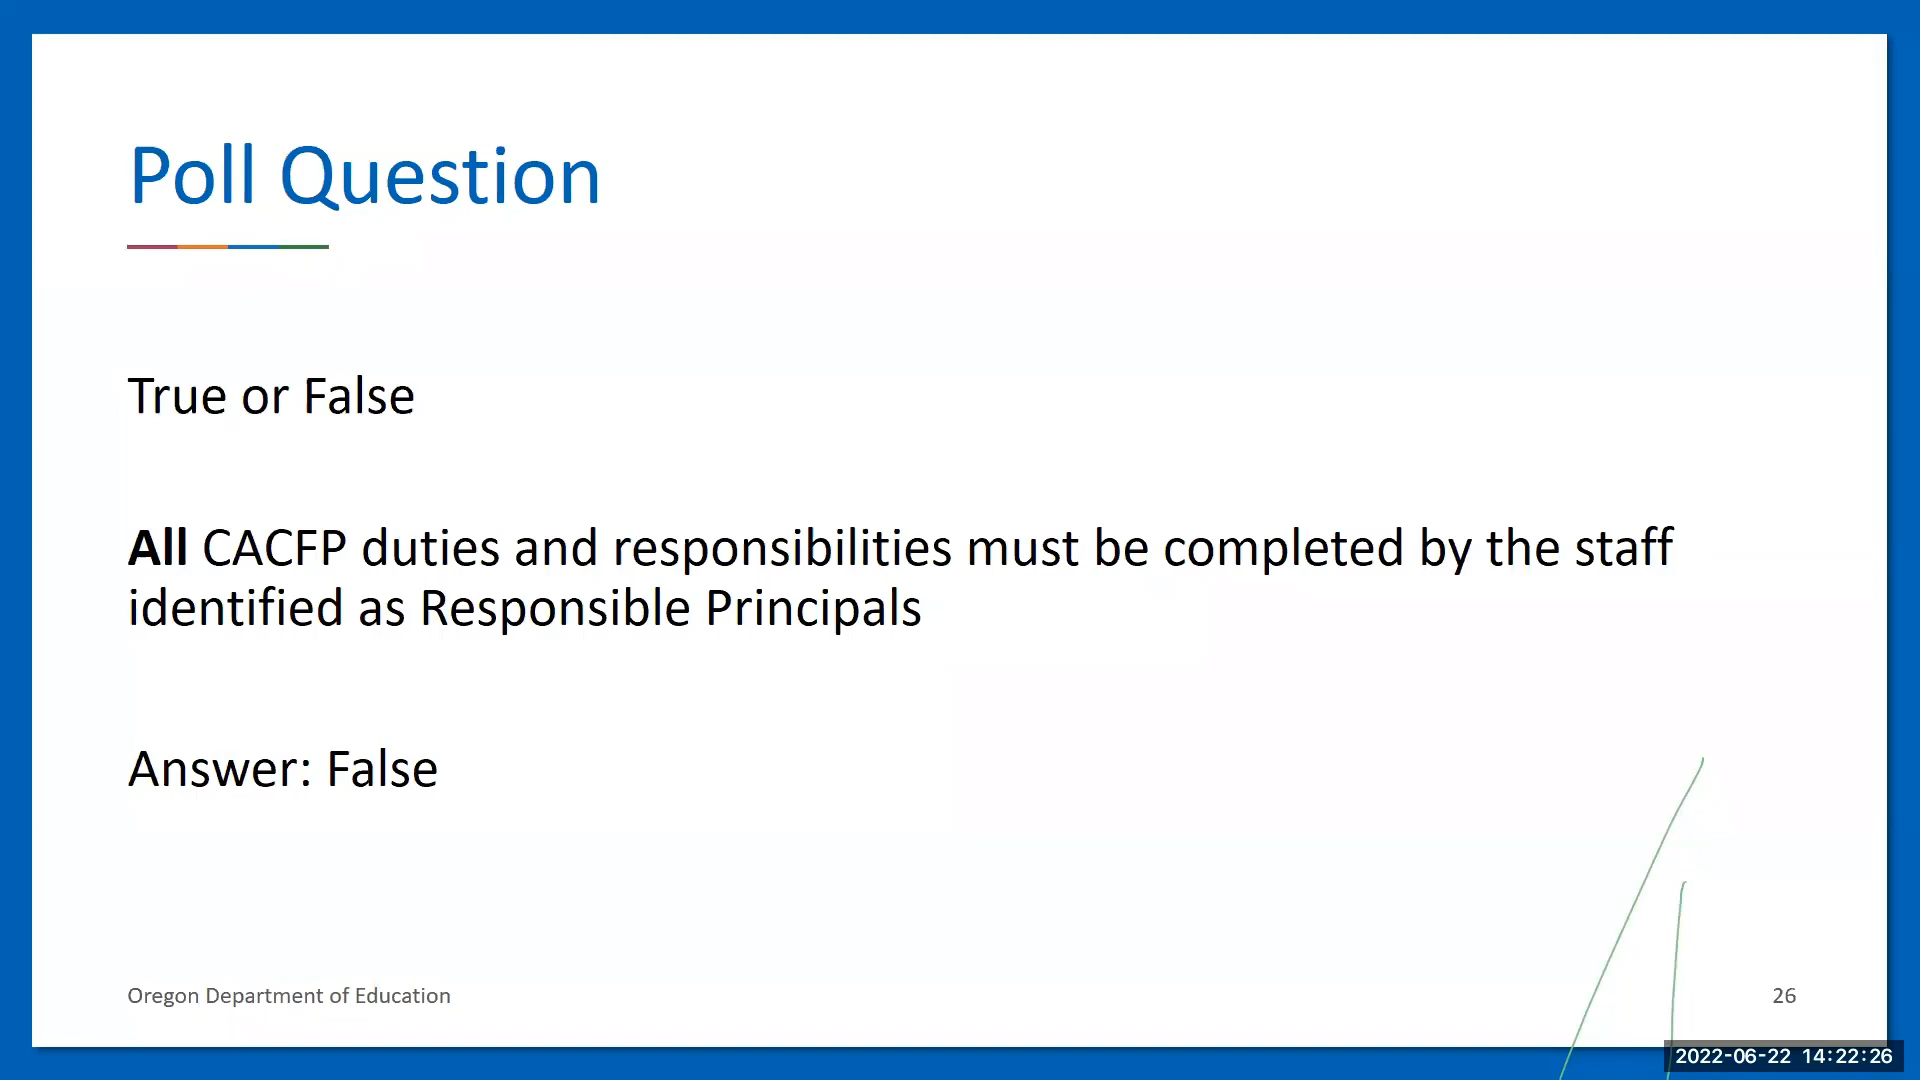 Poll Question
True or False
All CACFP duties and responsibilities must be completed by the staff
identified as Responsible Principals
Answer: False
Oregon Department of Education
26
2022-06-22 14:22:26